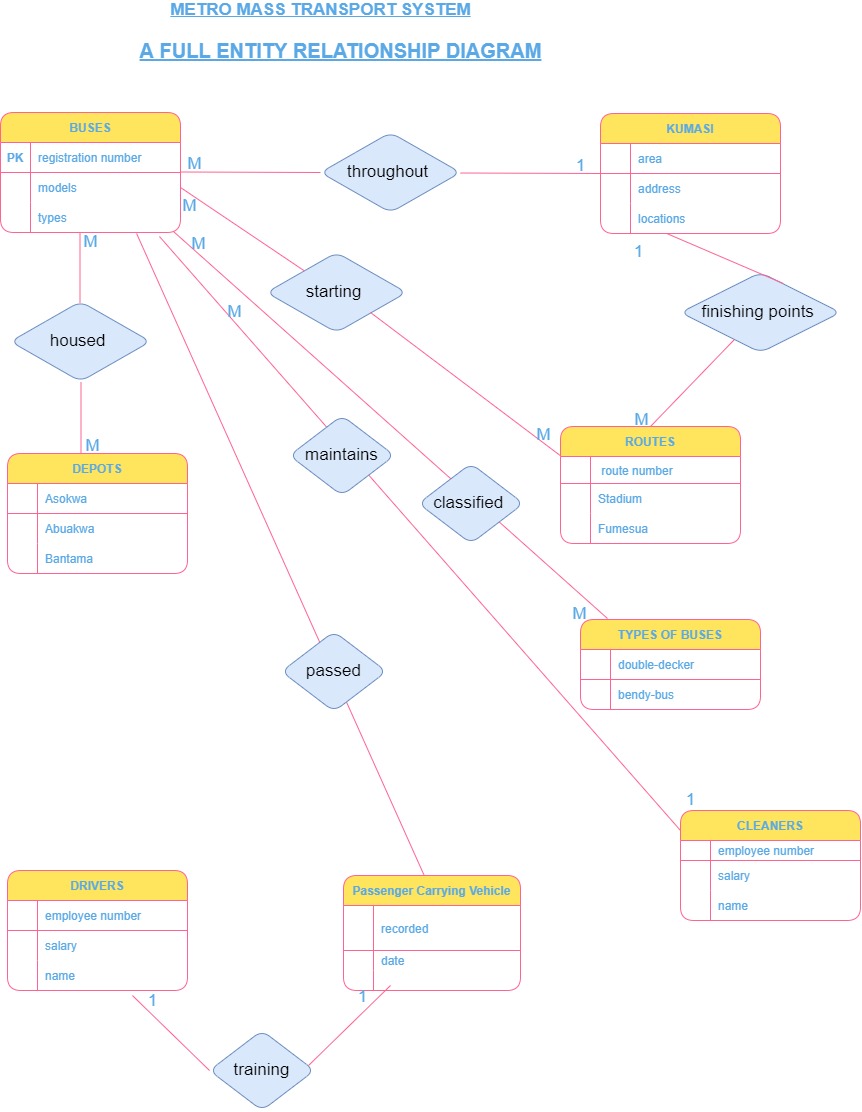 METRO MASS TRANSPORT SYSTEM
A FULL ENTITY RELATIONSHIP DIAGRAM
BUSES
PK registration number
models
types
M
throughout
1
KUMASI
area
address
locations
M
M
M
1
starting
finishing points
M
housed
M
M
M
ROUTES
route number
Stadium
Fumesua
maintains
classified
DEPOTS
Asokwa
Abuakwa
Bantama
M
TYPES OF BUSES
double-decker
bendy-bus
passed
1
CLEANERS
employee number
salary
name
DRIVERS
employee number
salary
name
Passenger Carrying Vehicle
recorded
date
1
1
training